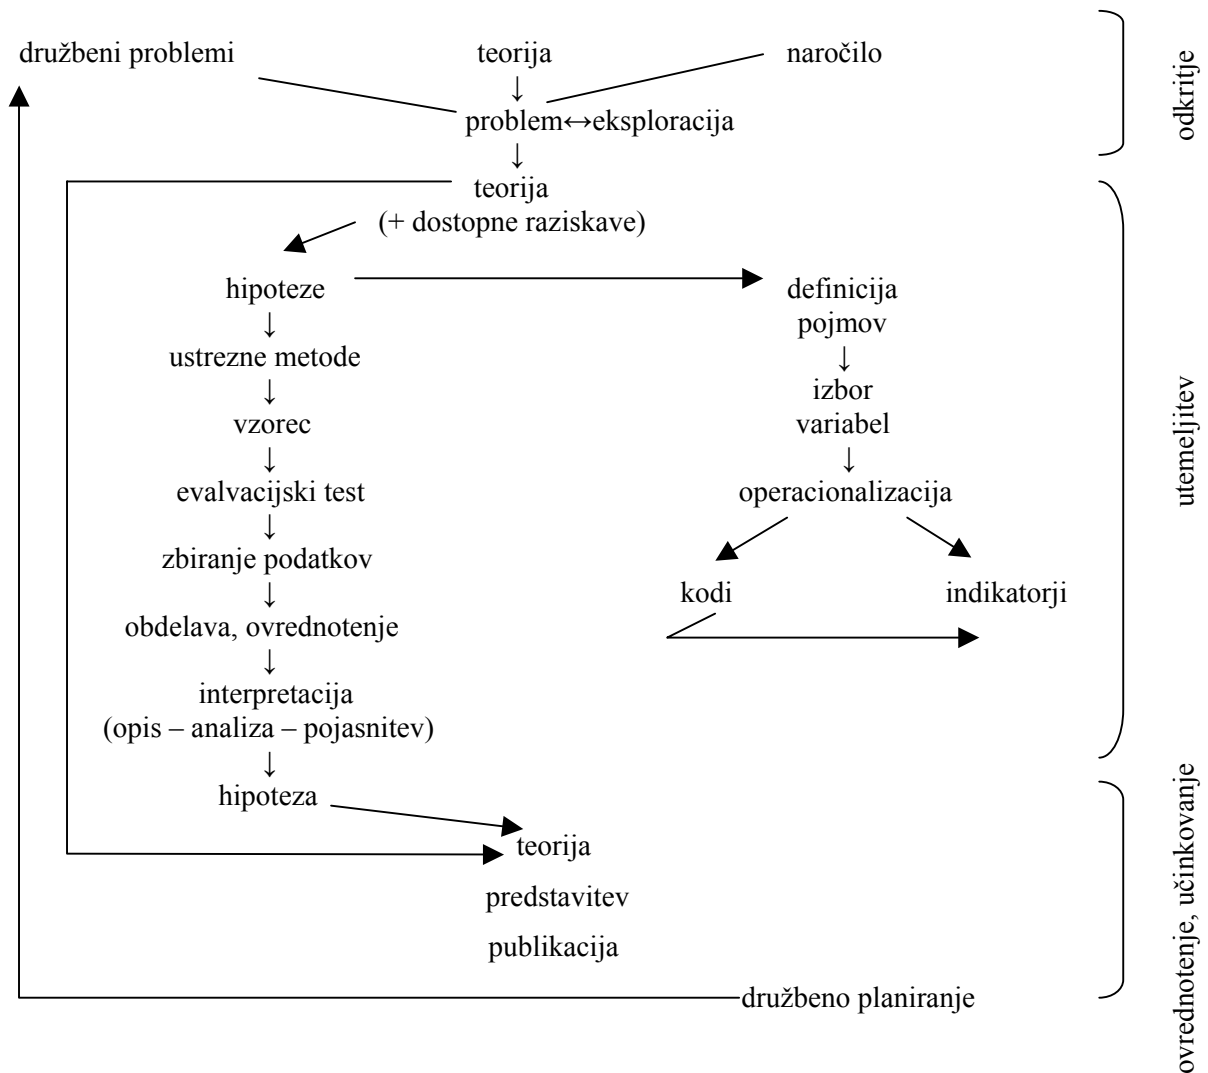 družbeni problemi
teorija
naročilo
↓
problem↔eksploracija
↓
teorija
(+ dostopne raziskave)
odkritje
hipoteze
↓
ustrezne metode
↓
vzorec
↓
evalvacijski test
↓
zbiranje podatkov
↓
obdelava, ovrednotenje
↓
interpretacija
(opis – analiza – pojasnitev)
↓
hipoteza
definicija
pojmov
↓
izbor
variabel
↓
operacionalizacija
kodi
indikatorji
utemeljitev
teorija
predstavitev
publikacija
družbeno planiranje
ovrednotenje, učinkovanje